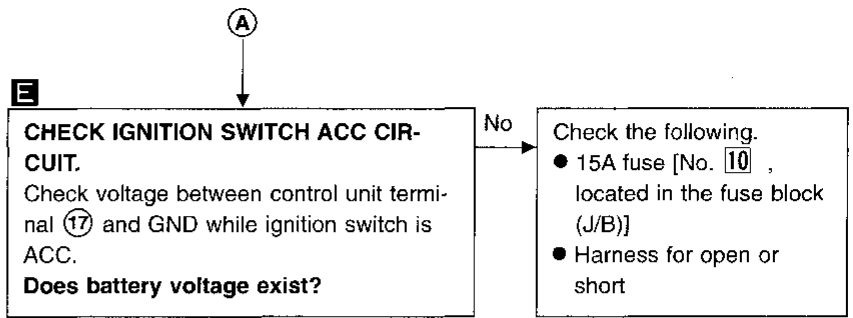 A
E
CHECK IGNITION SWITCH ACC CIR-
CUIT.
Check voltage between control unit termi-
nal 17 and GND while ignition switch is
ACC.
Does battery voltage exist?
No
Check the following.
● 15A fuse [No. 10 ,
located in the fuse block
(J/B)]
● Harness for open or
short